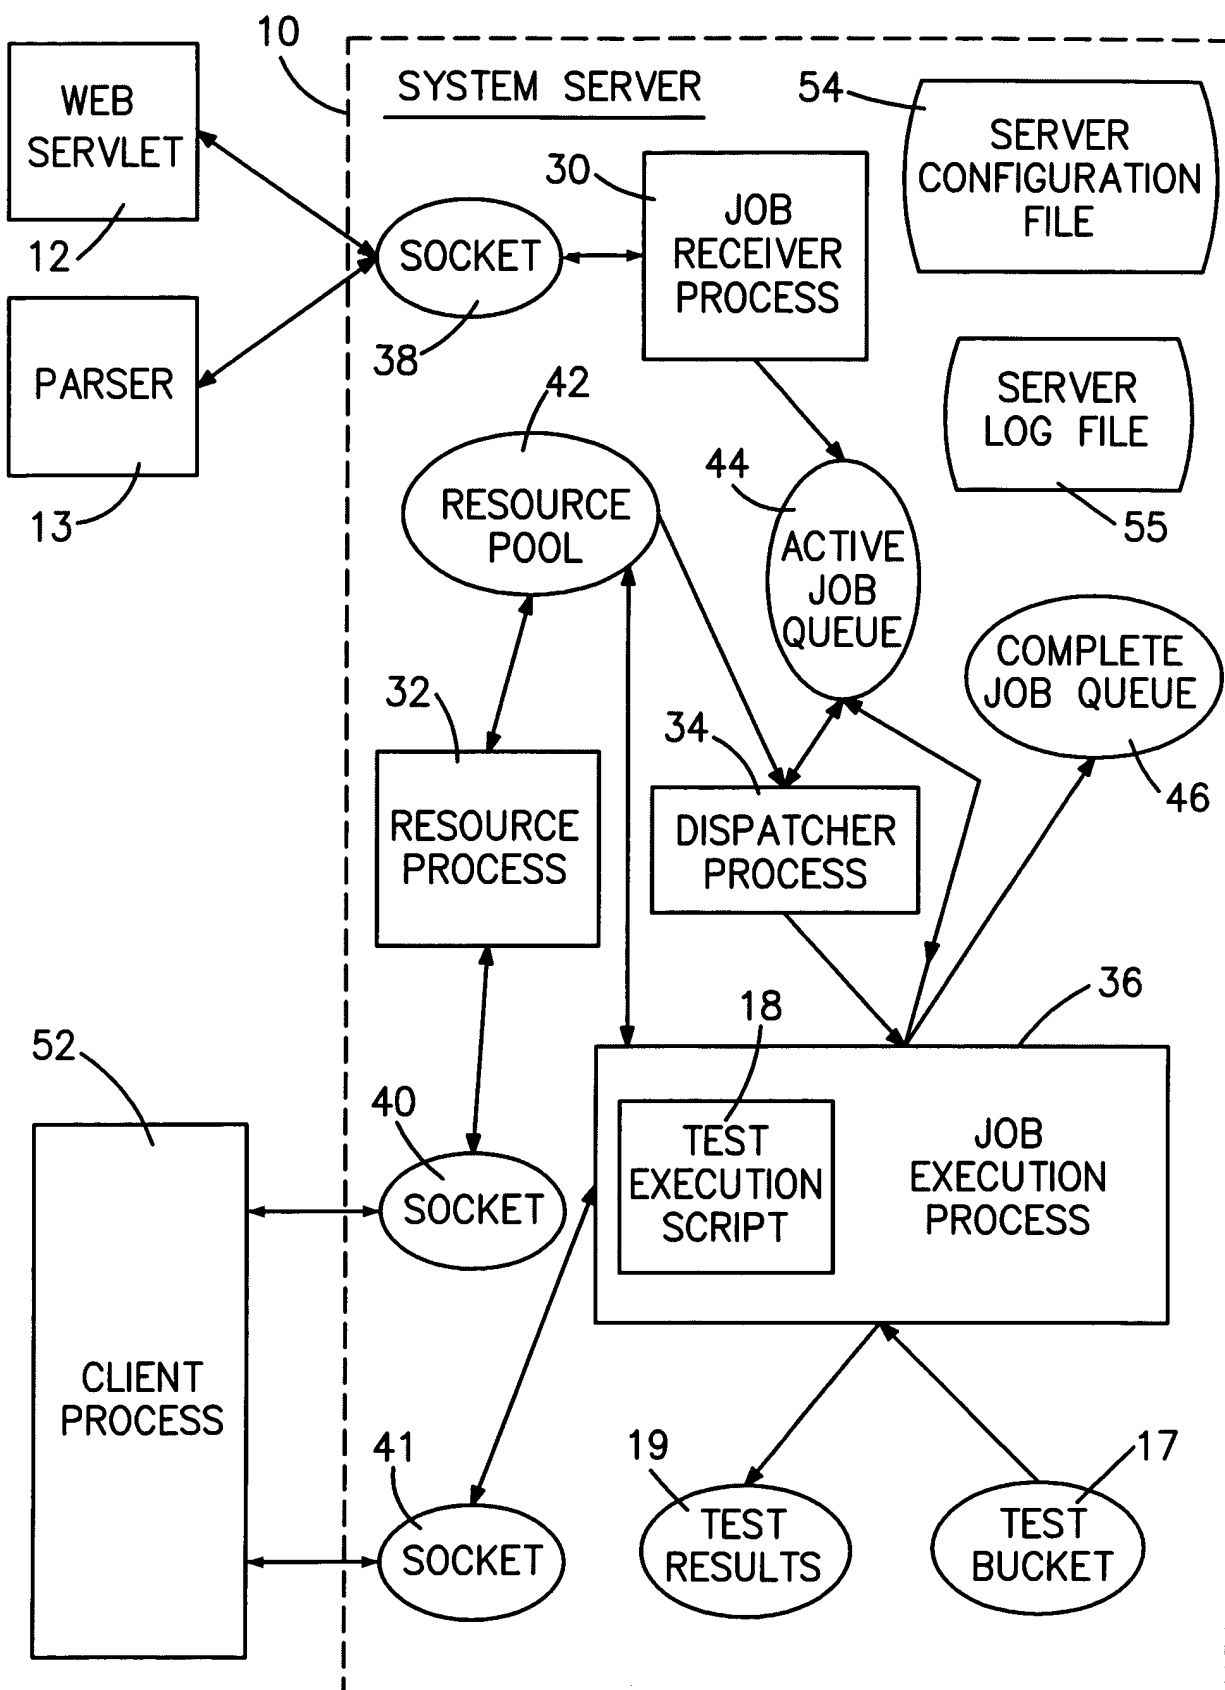 10
SYSTEM SERVER
WEB
SERVLET
12
54
SERVER
CONFIGURATION
FILE
30
JOB
RECEIVER
PROCESS
SOCKET
38
PARSER
13
SERVER
LOG FILE
55
42
RESOURCE
POOL
44
ACTIVE
JOB
QUEUE
COMPLETE
JOB QUEUE
46
32
RESOURCE
PROCESS
34
DISPATCHER
PROCESS
36
18
TEST
EXECUTION
SCRIPT
JOB
EXECUTION
PROCESS
52
CLIENT
PROCESS
40
SOCKET
41
SOCKET
19
TEST
RESULTS
17
TEST
BUCKET